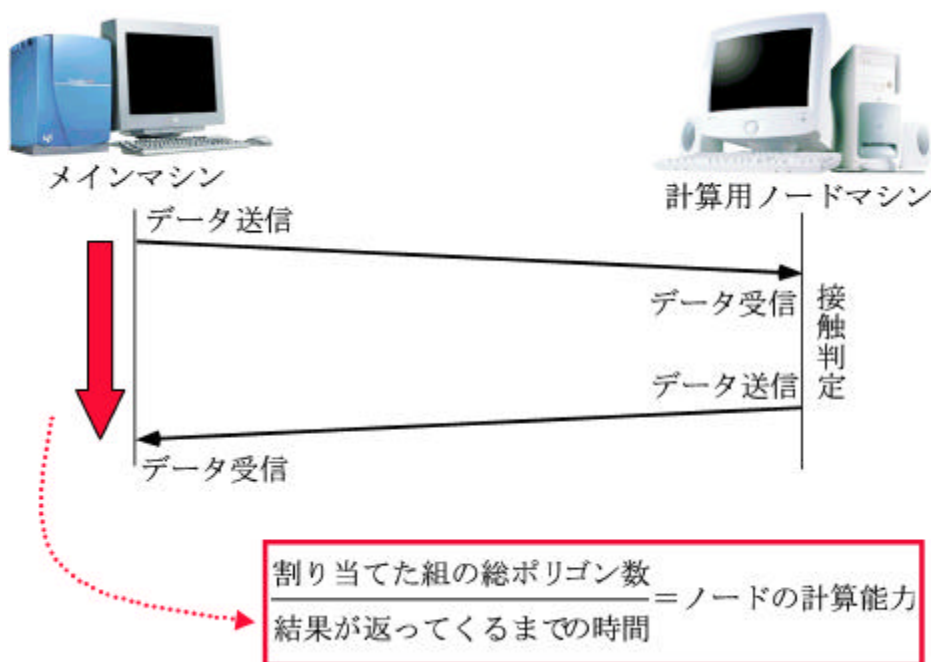 メインマシン
計算用ノードマシン
データ送信
データ受信
接触判定
データ送信
データ受信
割り当てた組の総ポリゴン数
結果が返ってくるまでの時間
=ノードの計算能力